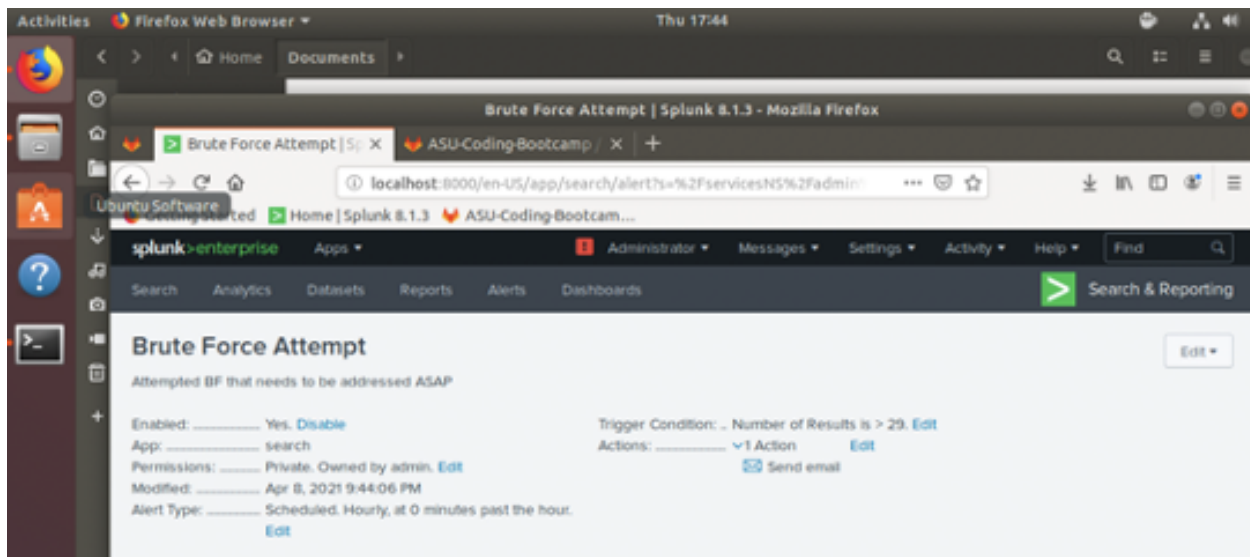 Activities Firefox Web Browser Thu 17:44
Home Documents
Brute Force Attempt | Splunk 8.1.3 - Mozilla Firefox
Brute Force Attempt | Sp ASU-Coding-Bootcamp /
localhost:8000/en-US/app/search/alert?s=%2FservicesNS%2Fadmin
Ubuntu Software
Getting Started Home | Splunk 8.1.3 ASU-Coding-Bootcam...
splunk>enterprise Apps Administrator Messages Settings Activity Help Find
Search Analytics Datasets Reports Alerts Dashboards Search & Reporting
Brute Force Attempt Edit
Attempted BF that needs to be addressed ASAP
Enabled: Yes. Disable Trigger Condition: Number of Results is > 29. Edit
App: search Actions: 1 Action Edit
Permissions: Private. Owned by admin. Edit Send email
Modified: Apr 8, 2021 9:44:06 PM
Alert Type: Scheduled. Hourly, at 0 minutes past the hour.
Edit